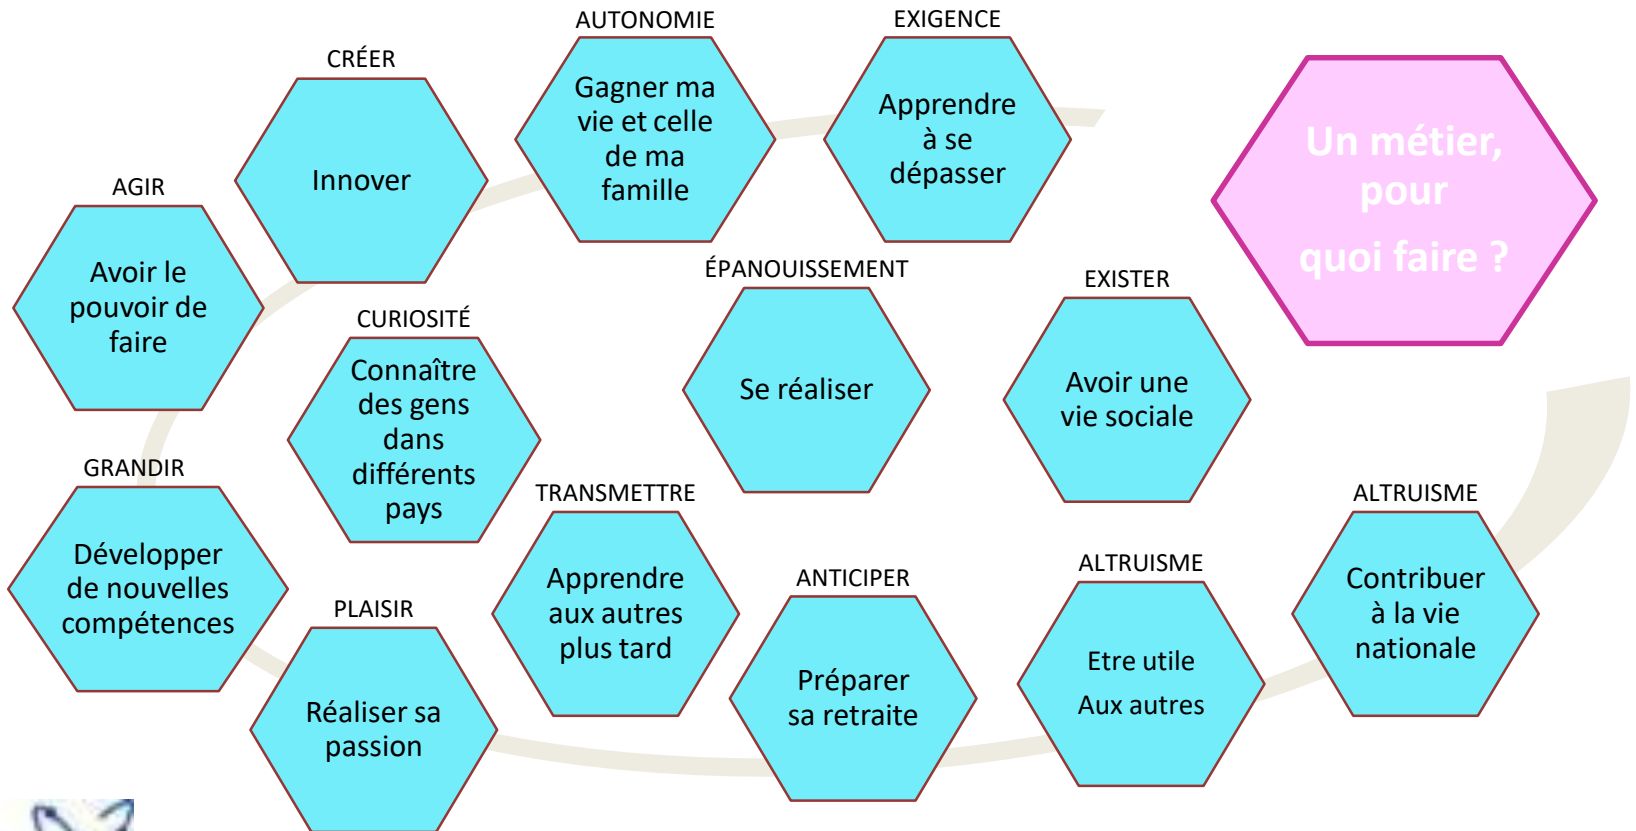 AUTONOMIE
Gagner ma
vie et celle
de ma
famille
EXIGENCE
Apprendre
à se
dépasser
Un métier,
pour
quoi faire ?
CRÉER
Innover
AGIR
Avoir le
pouvoir de
faire
ÉPANOUISSEMENT
Se réaliser
EXISTER
Avoir une
vie sociale
CURIOSITÉ
Connaître
des gens
dans
différents
pays
GRANDIR
Développer
de nouvelles
compétences
TRANSMETTRE
Apprendre
aux autres
plus tard
ALTRUISME
Contribuer
à la vie
nationale
ALTRUISME
Etre utile
Aux autres
ANTICIPER
Préparer
sa retraite
PLAISIR
Réaliser sa
passion